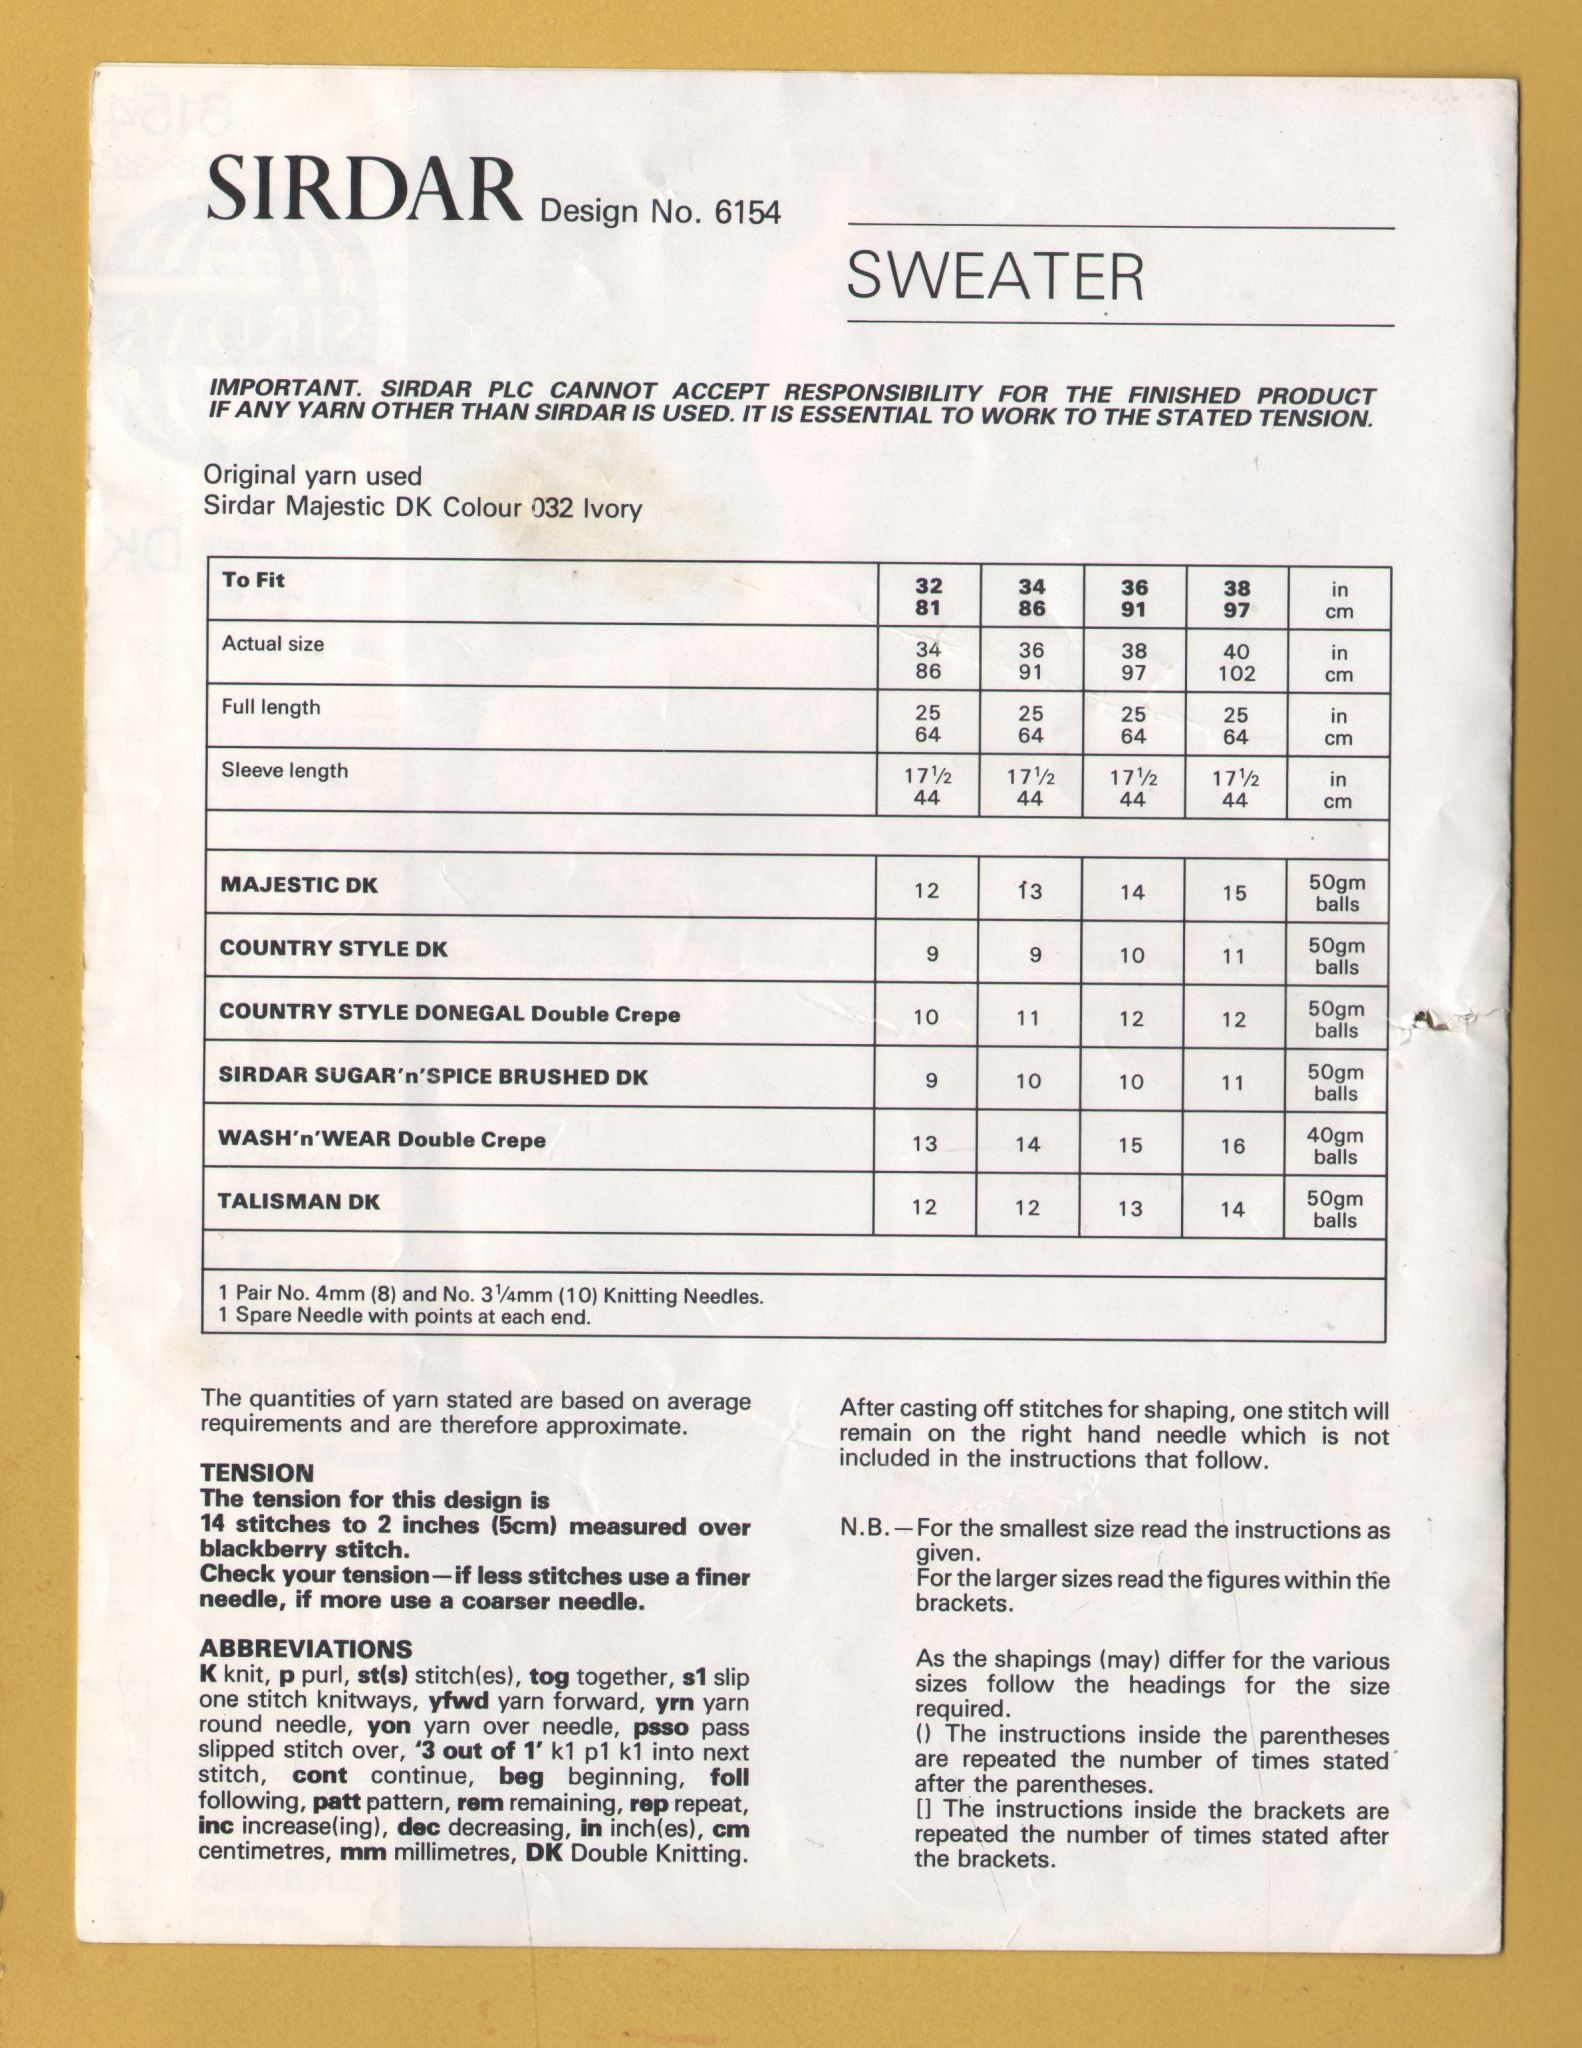 SIRDAR Design No. 6154
SWEATER
IMPORTANT. SIRDAR PLC CANNOT ACCEPT RESPONSIBILITY FOR THE FINISHED PRODUCT
IF ANY YARN OTHER THAN SIRDAR IS USED. IT IS ESSENTIAL TO WORK TO THE STATED TENSION.
Original yarn used
Sirdar Majestic DK Colour 032 Ivory
To Fit 32 34 36 38 in
81 86 91 97 cm
Actual size 34 36 38 40 in
86 91 97 102 cm
Full length 25 25 25 25 in
64 64 64 64 cm
Sleeve length 17½ 17½ 17½ 17½ in
44 44 44 44 cm
MAJESTIC DK 12 13 14 15 50gm balls
COUNTRY STYLE DK 9 9 10 11 50gm balls
COUNTRY STYLE DONEGAL Double Crepe 10 11 12 12 50gm balls
SIRDAR SUGAR'n'SPICE BRUSHED DK 9 10 10 11 50gm balls
WASH'n'WEAR Double Crepe 13 14 15 16 40gm balls
TALISMAN DK 12 12 13 14 50gm balls
1 Pair No. 4mm (8) and No. 3¼mm (10) Knitting Needles.
1 Spare Needle with points at each end.
The quantities of yarn stated are based on average
requirements and are therefore approximate.
TENSION
The tension for this design is
14 stitches to 2 inches (5cm) measured over
blackberry stitch.
Check your tension—if less stitches use a finer
needle, if more use a coarser needle.
ABBREVIATIONS
K knit, p purl, st(s) stitch(es), tog together, s1 slip
one stitch knitways, yfwd yarn forward, yrn yarn
round needle, yon yarn over needle, psso pass
slipped stitch over, '3 out of 1' k1 p1 k1 into next
stitch, cont continue, beg beginning, foll
following, patt pattern, rem remaining, rep repeat,
inc increase(ing), dec decreasing, in inch(es), cm
centimetres, mm millimetres, DK Double Knitting.
After casting off stitches for shaping, one stitch will
remain on the right hand needle which is not
included in the instructions that follow.
N.B.—For the smallest size read the instructions as
given.
For the larger sizes read the figures within the
brackets.
As the shapings (may) differ for the various
sizes follow the headings for the size
required.
() The instructions inside the parentheses
are repeated the number of times stated
after the parentheses.
[] The instructions inside the brackets are
repeated the number of times stated after
the brackets.